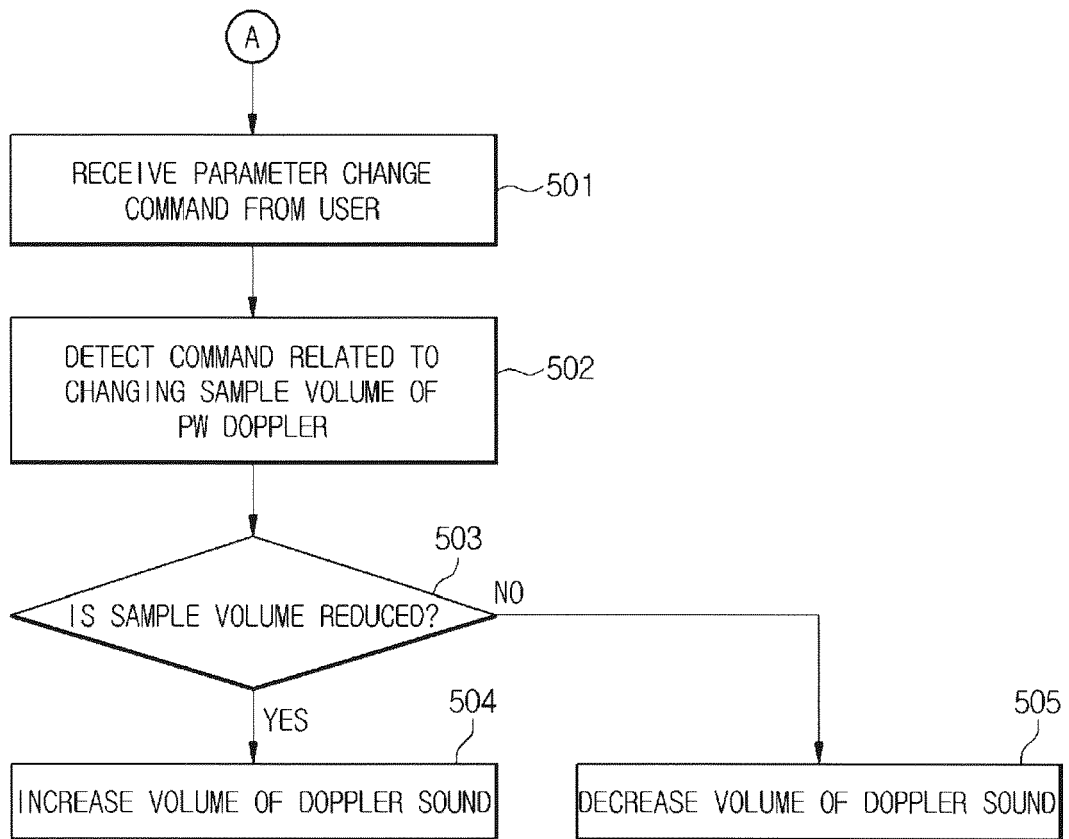 A
RECEIVE PARAMETER CHANGE
COMMAND FROM USER
501
DETECT COMMAND RELATED TO
CHANGING SAMPLE VOLUME OF
PW DOPPLER
502
503
IS SAMPLE VOLUME REDUCED?
NO
YES
504
INCREASE VOLUME OF DOPPLER SOUND
505
DECREASE VOLUME OF DOPPLER SOUND